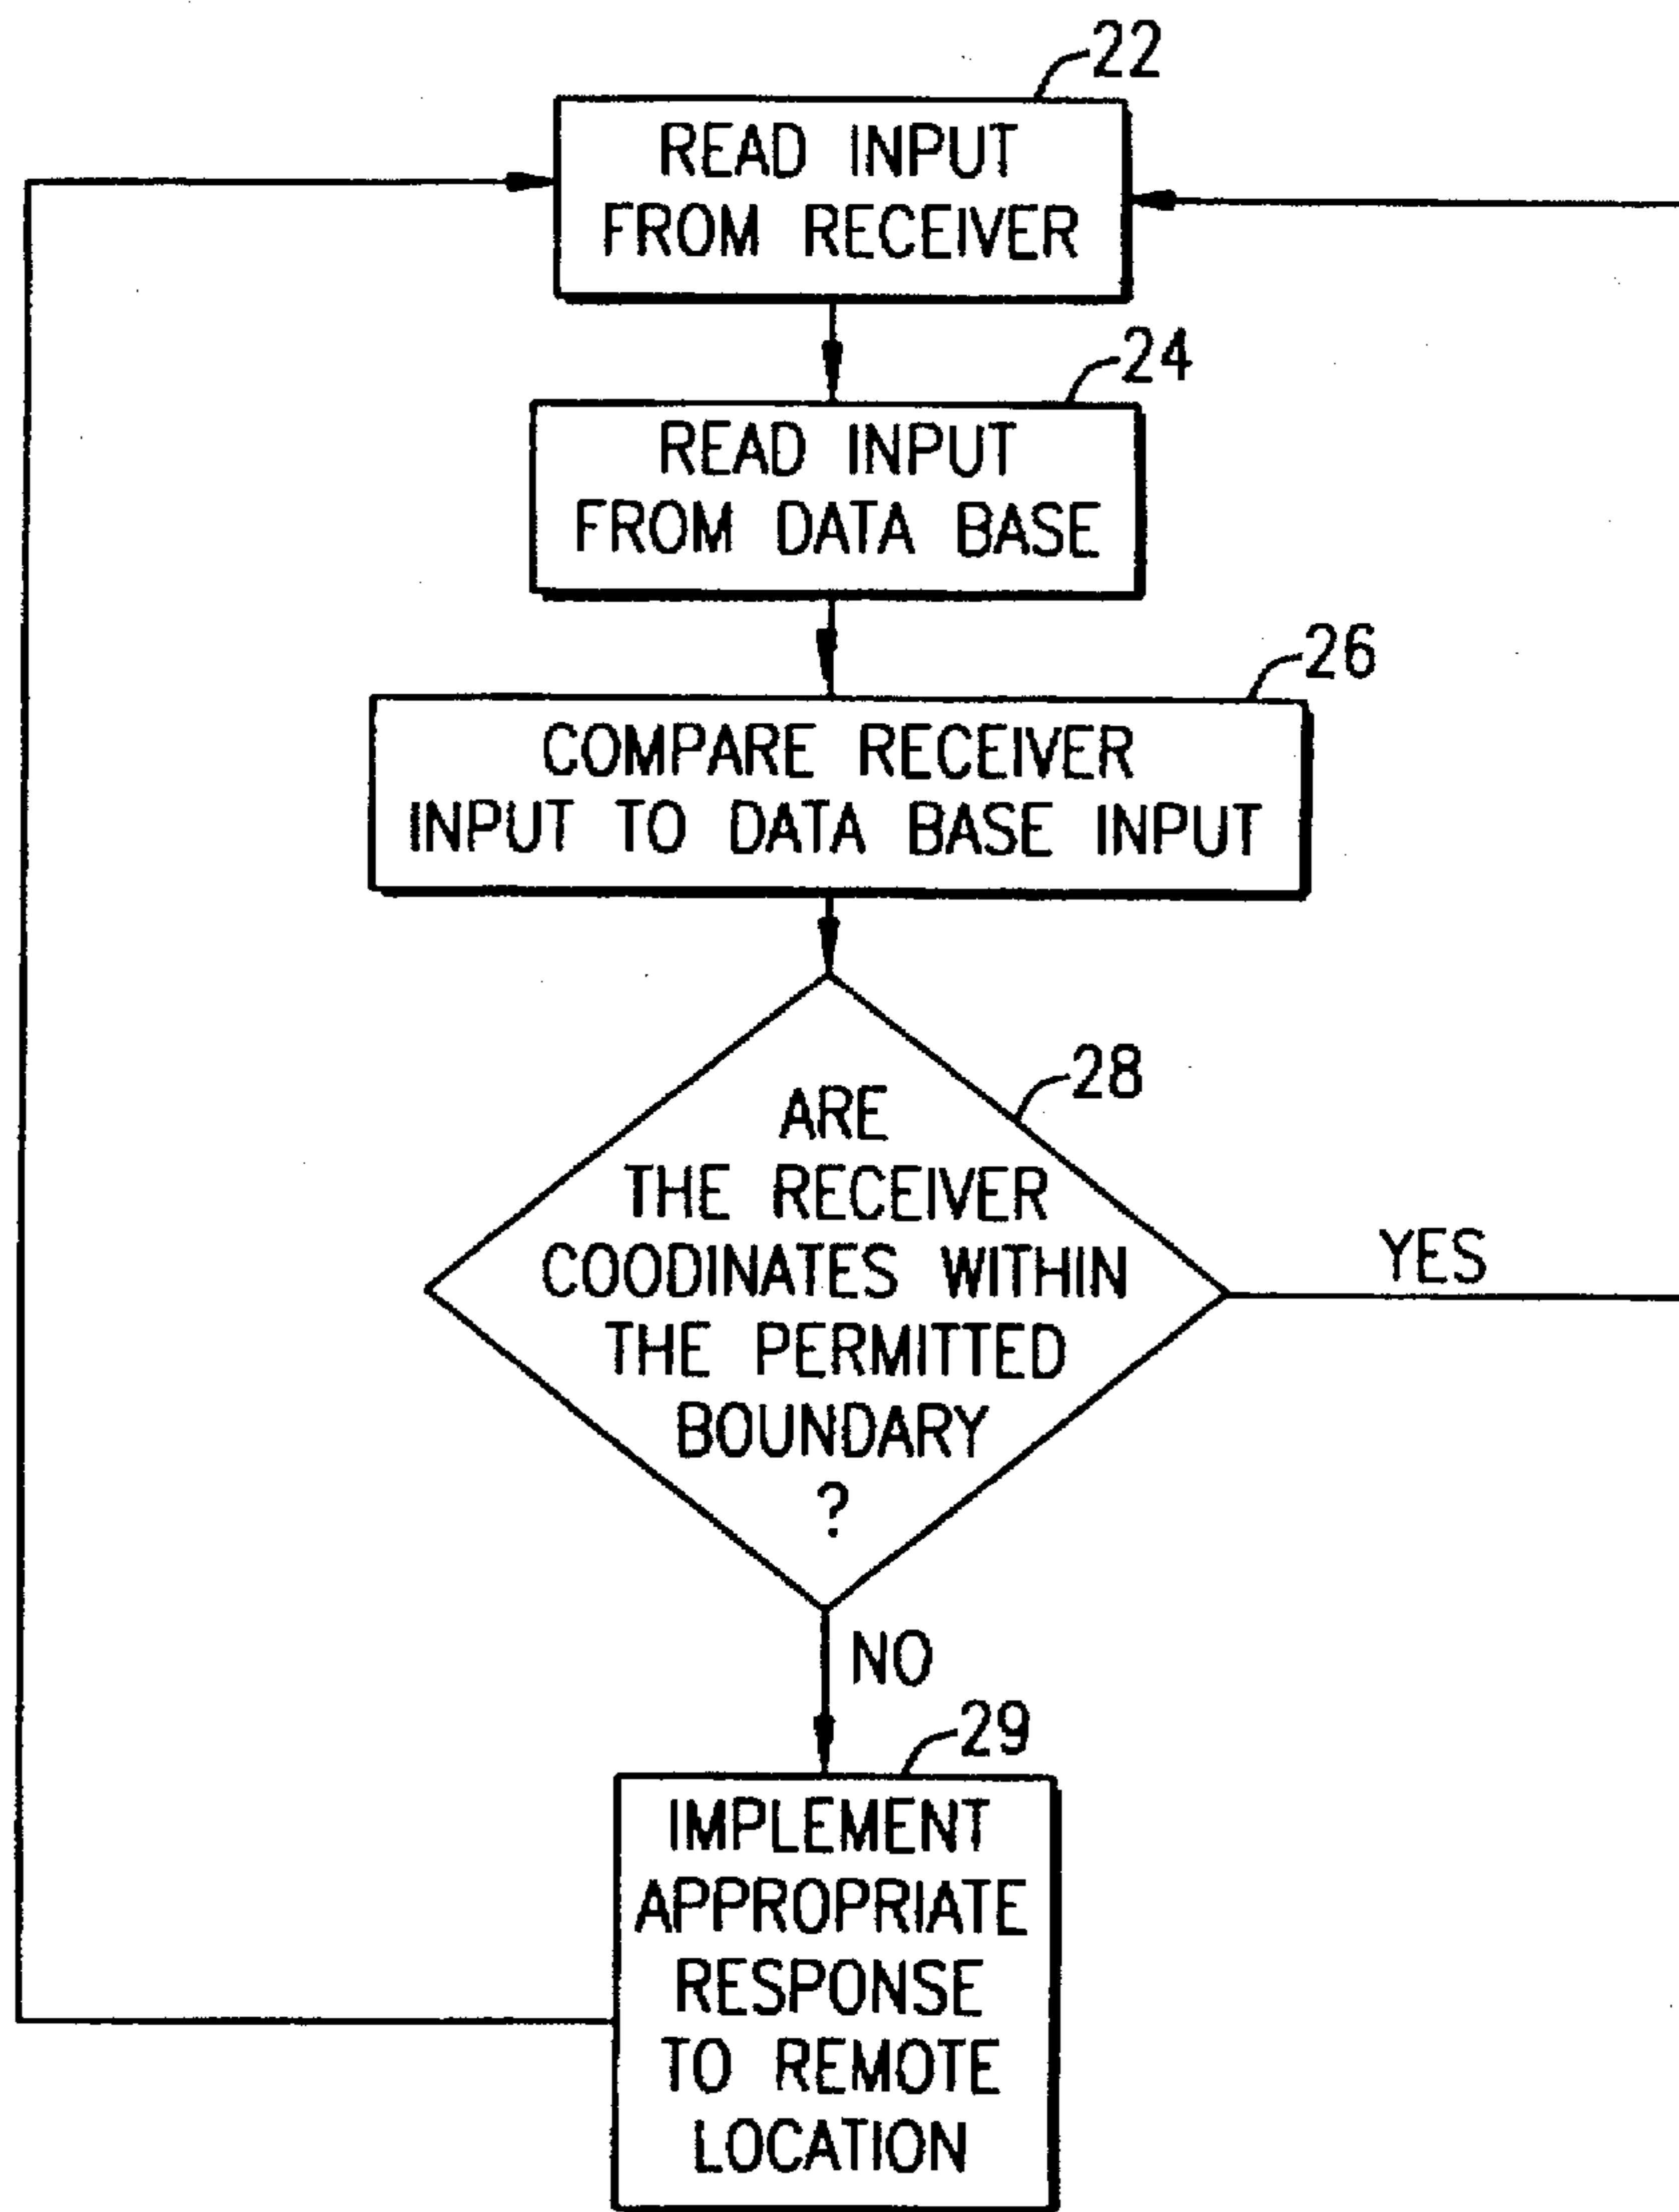 22
READ INPUT
FROM RECEIVER
24
READ INPUT
FROM DATA BASE
26
COMPARE RECEIVER
INPUT TO DATA BASE INPUT
28
ARE
THE RECEIVER
COODINATES WITHIN
THE PERMITTED
BOUNDARY
?
YES
NO
29
IMPLEMENT
APPROPRIATE
RESPONSE
TO REMOTE
LOCATION